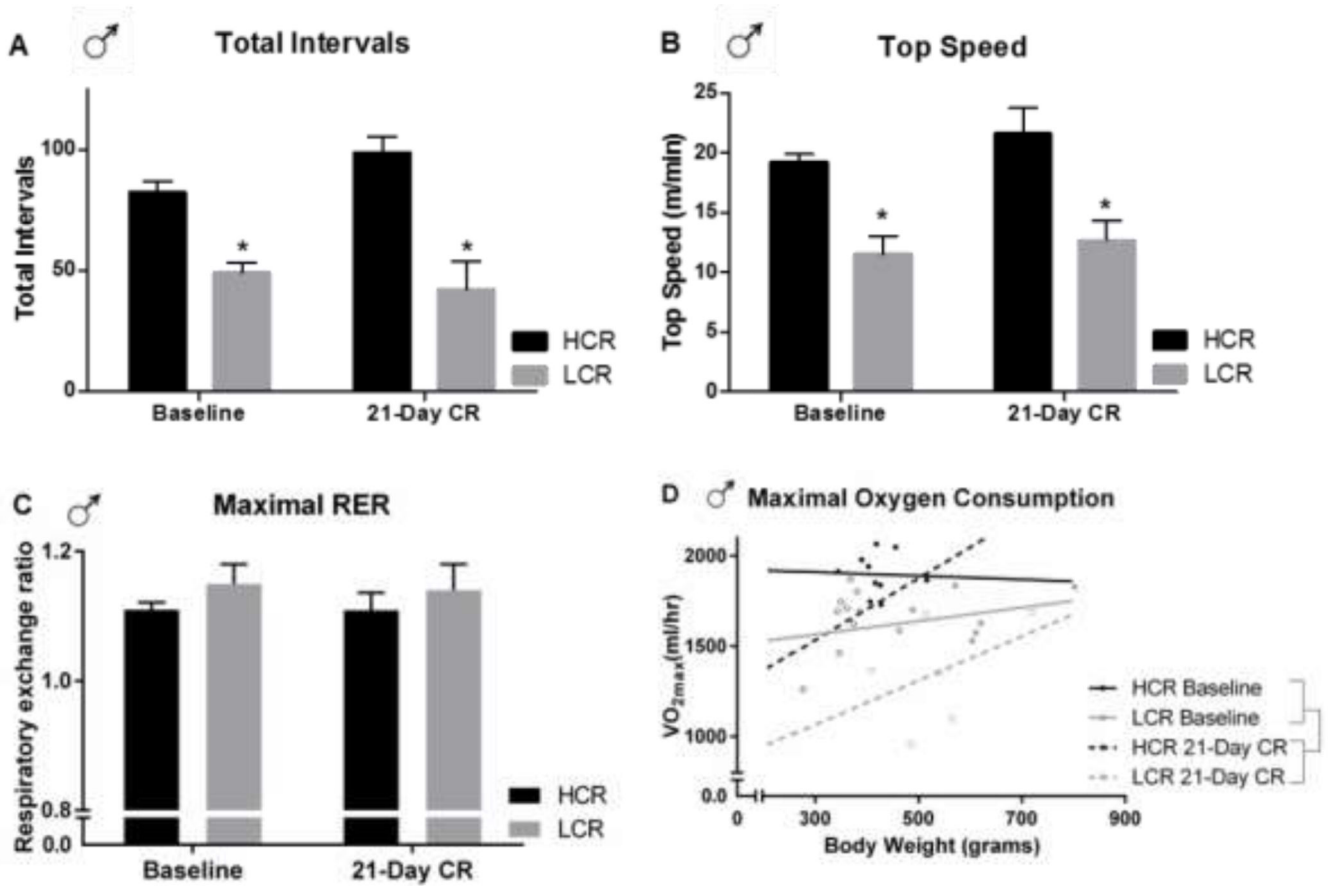 A ♂ Total Intervals
Total Intervals
100
50
0
Baseline 21-Day CR
HCR
LCR
B ♂ Top Speed
Top Speed (m/min)
25
20
15
10
5
0
* *
Baseline 21-Day CR
HCR
LCR
C ♂ Maximal RER
Respiratory exchange ratio
1.2
1.0
0.8
0.0
Baseline 21-Day CR
HCR
LCR
D ♂ Maximal Oxygen Consumption
VO2max(ml/hr)
2000
1500
1000
0.0
0 300 500 700 900
Body Weight (grams)
HCR Baseline
LCR Baseline
HCR 21-Day CR
LCR 21-Day CR